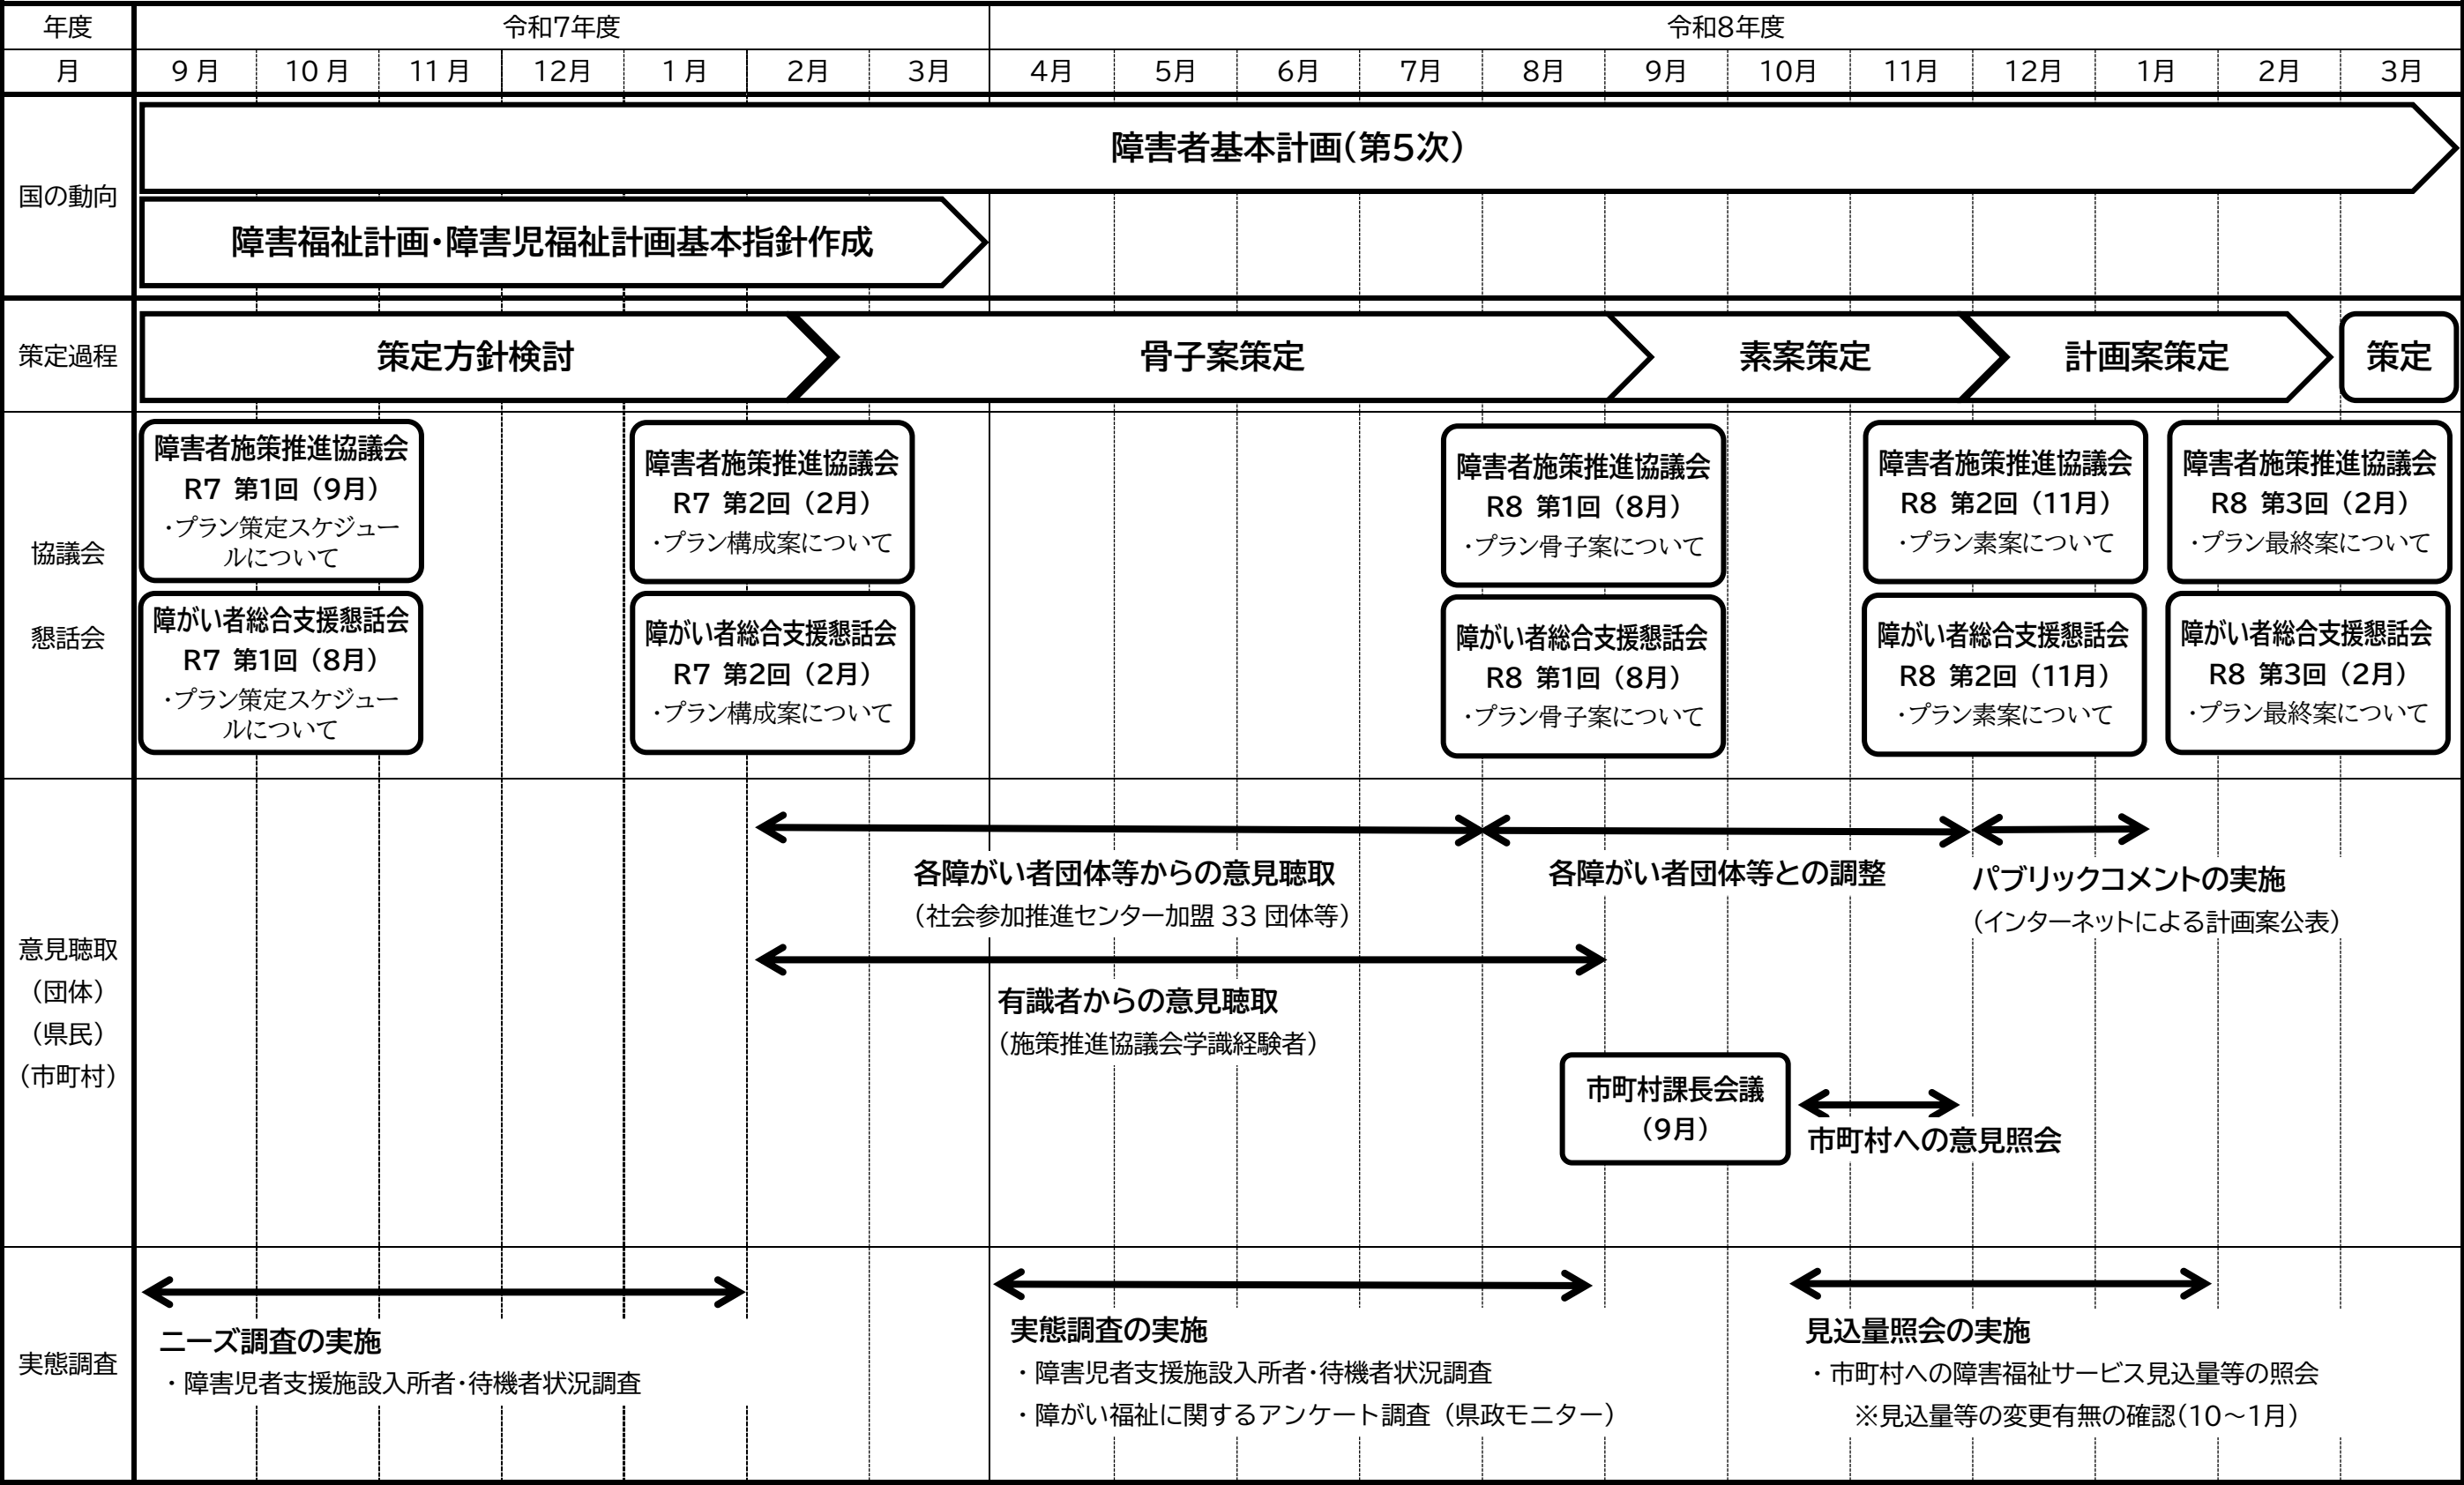 年度
令和7年度
令和8年度
月
9 月
10 月
11 月
12月
1 月
2月
3月
4月
5月
6月
7月
8月
9月
10月
11月
12月
1月
2月
3月
国の動向
障害者基本計画(第5次)
障害福祉計画・障害児福祉計画基本指針作成
策定過程
策定方針検討
骨子案策定
素案策定
計画案策定
策定
協議会
懇話会
障害者施策推進協議会
R7 第1回(9月)
・プラン策定スケジュー
ルについて
障害者施策推進協議会
R7 第2回(2月)
・プラン構成案について
障害者施策推進協議会
R8 第1回(8月)
・プラン骨子案について
障害者施策推進協議会
R8 第2回(11月)
・プラン素案について
障害者施策推進協議会
R8 第3回(2月)
・プラン最終案について
障がい者総合支援懇話会
R7 第1回(8月)
・プラン策定スケジュー
ルについて
障がい者総合支援懇話会
R7 第2回(2月)
・プラン構成案について
障がい者総合支援懇話会
R8 第1回(8月)
・プラン骨子案について
障がい者総合支援懇話会
R8 第2回(11月)
・プラン素案について
障がい者総合支援懇話会
R8 第3回(2月)
・プラン最終案について
意見聴取
(団体)
(県民)
(市町村)
各障がい者団体等からの意見聴取
(社会参加推進センター加盟 33 団体等)
各障がい者団体等との調整
パブリックコメントの実施
(インターネットによる計画案公表)
有識者からの意見聴取
(施策推進協議会学識経験者)
市町村課長会議
(9月)
市町村への意見照会
実態調査
ニーズ調査の実施
・障害児者支援施設入所者・待機者状況調査
実態調査の実施
・障害児者支援施設入所者・待機者状況調査
・障がい福祉に関するアンケート調査(県政モニター)
見込量照会の実施
・市町村への障害福祉サービス見込量等の照会
※見込量等の変更有無の確認(10～1月)